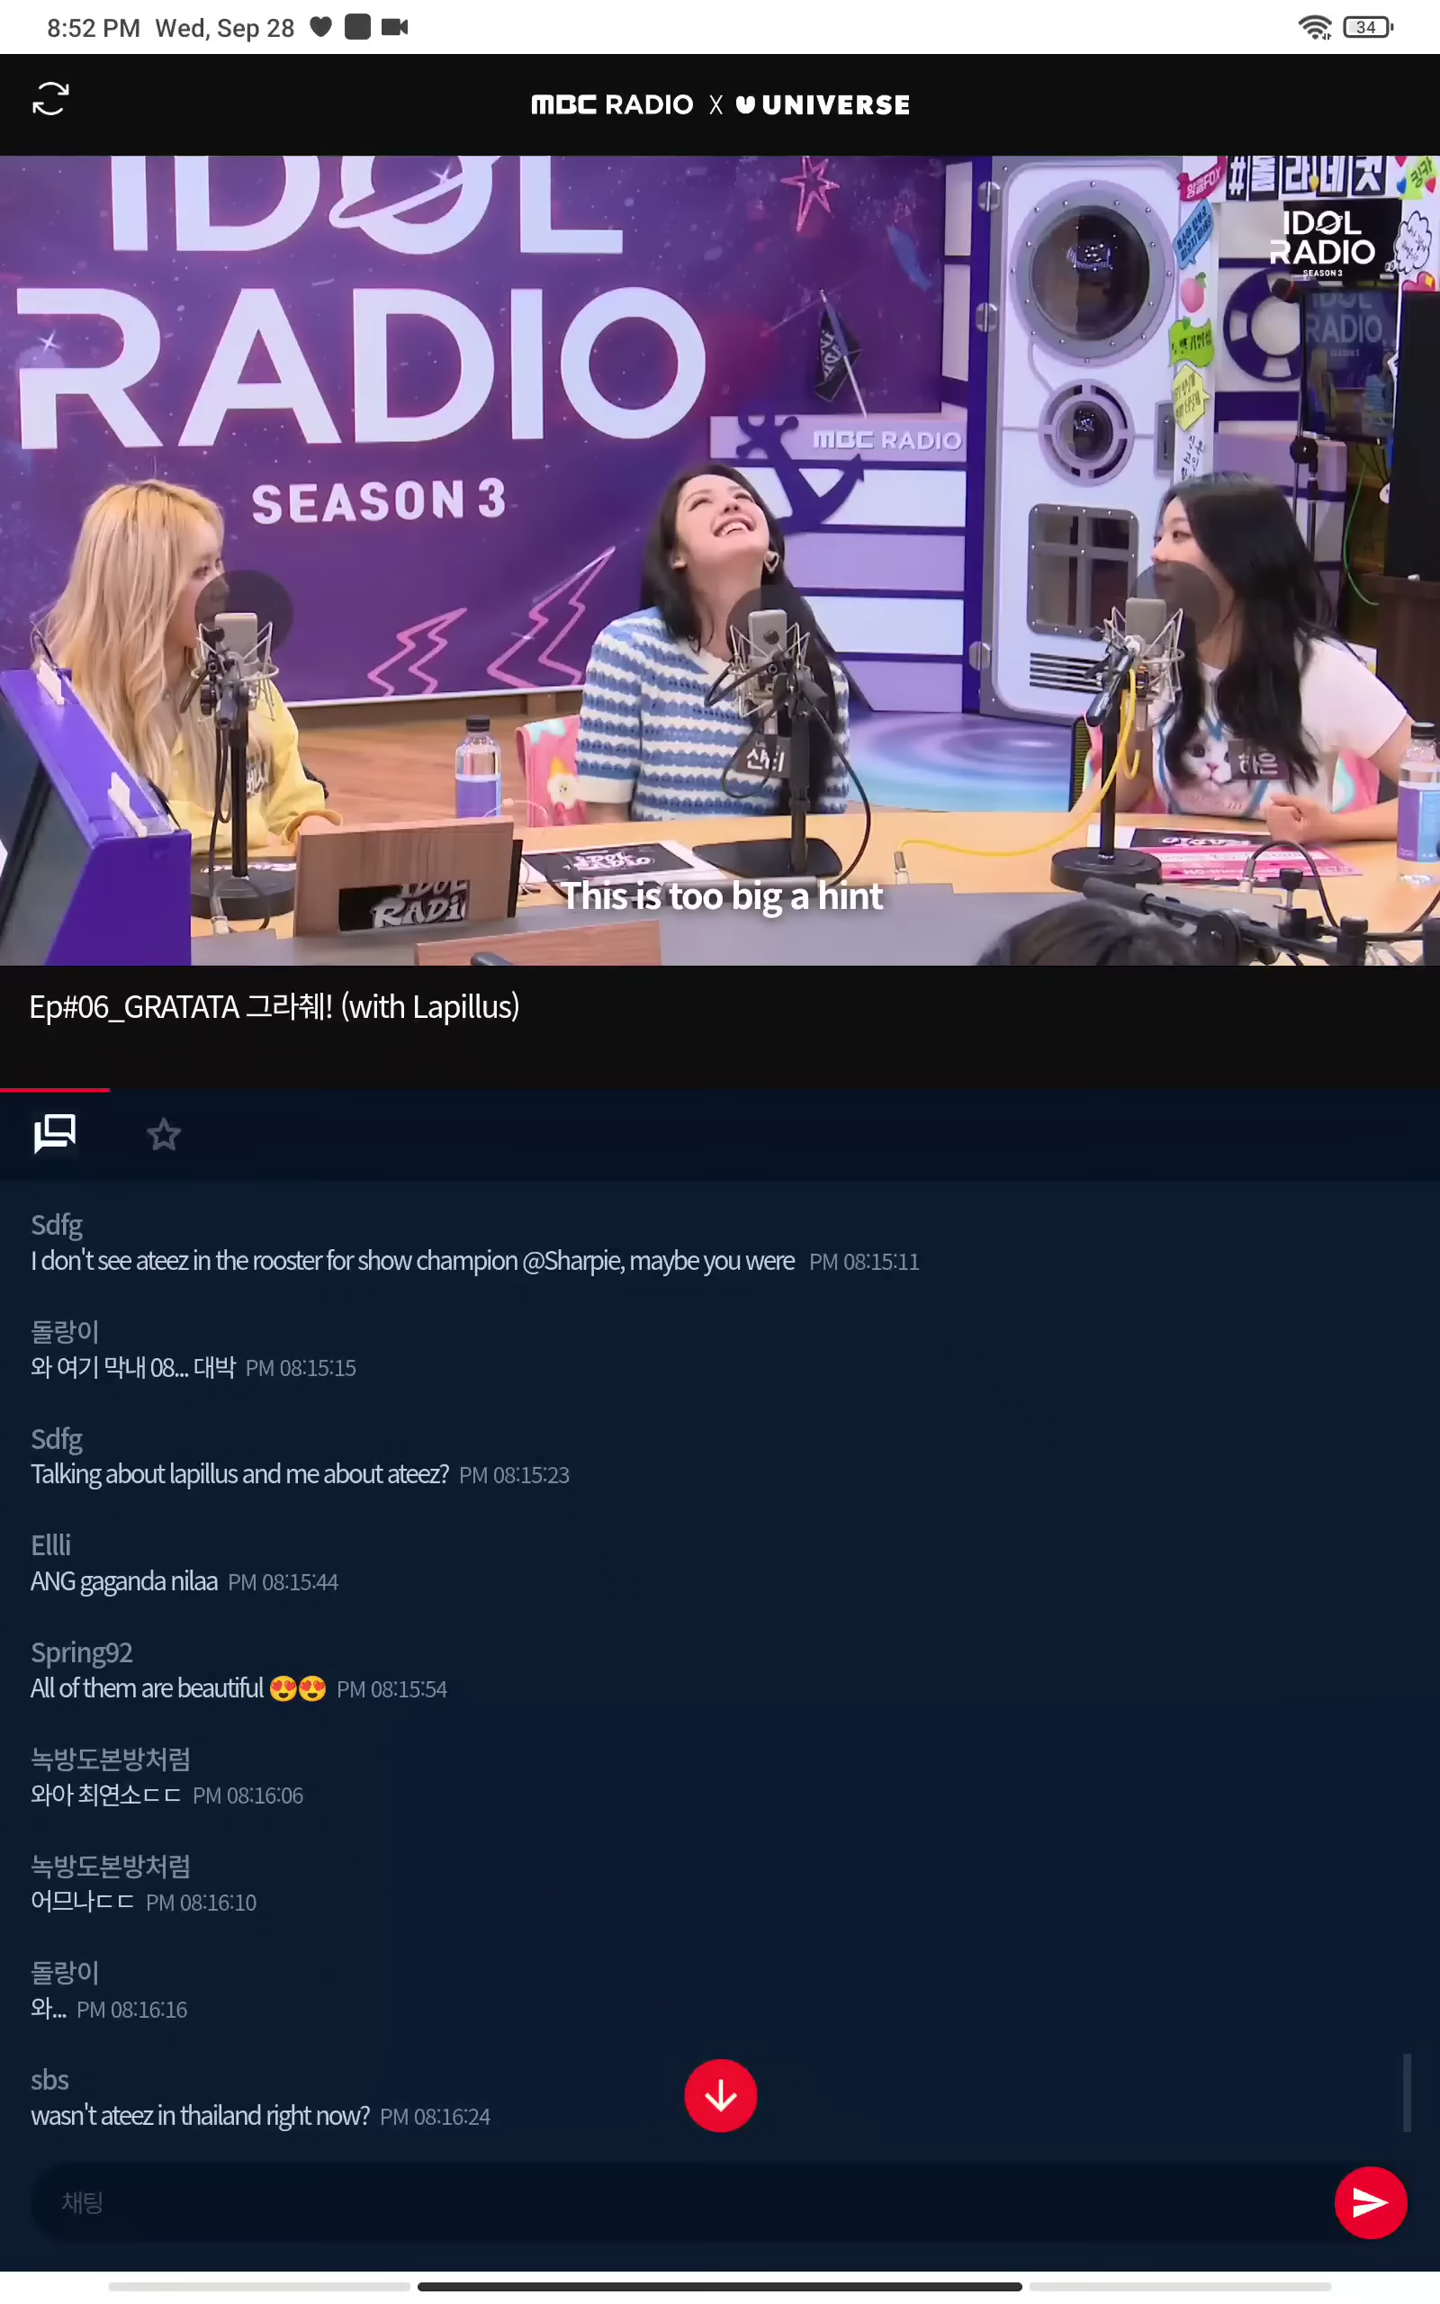 8:52 PM Wed, Sep 28
34
MBC RADIO X UNIVERSE
IDOL
RADIO
SEASON 3
MBC RADIO
IDOL
RADIO
SEASON 3
산티
하은
This is too big a hint
Ep#06_GRATATA 그라췌! (with Lapillus)
Sdfg
I don't see ateez in the rooster for show champion @Sharpie, maybe you were PM 08:15:11
돌랑이
와 여기 막내 08... 대박 PM 08:15:15
Sdfg
Talking about lapillus and me about ateez? PM 08:15:23
Ellli
ANG gaganda nilaa PM 08:15:44
Spring92
All of them are beautiful 😍😍 PM 08:15:54
녹방도본방처럼
와아 최연소ㄷㄷ PM 08:16:06
녹방도본방처럼
어므나ㄷㄷ PM 08:16:10
돌랑이
와... PM 08:16:16
sbs
wasn't ateez in thailand right now? PM 08:16:24
채팅